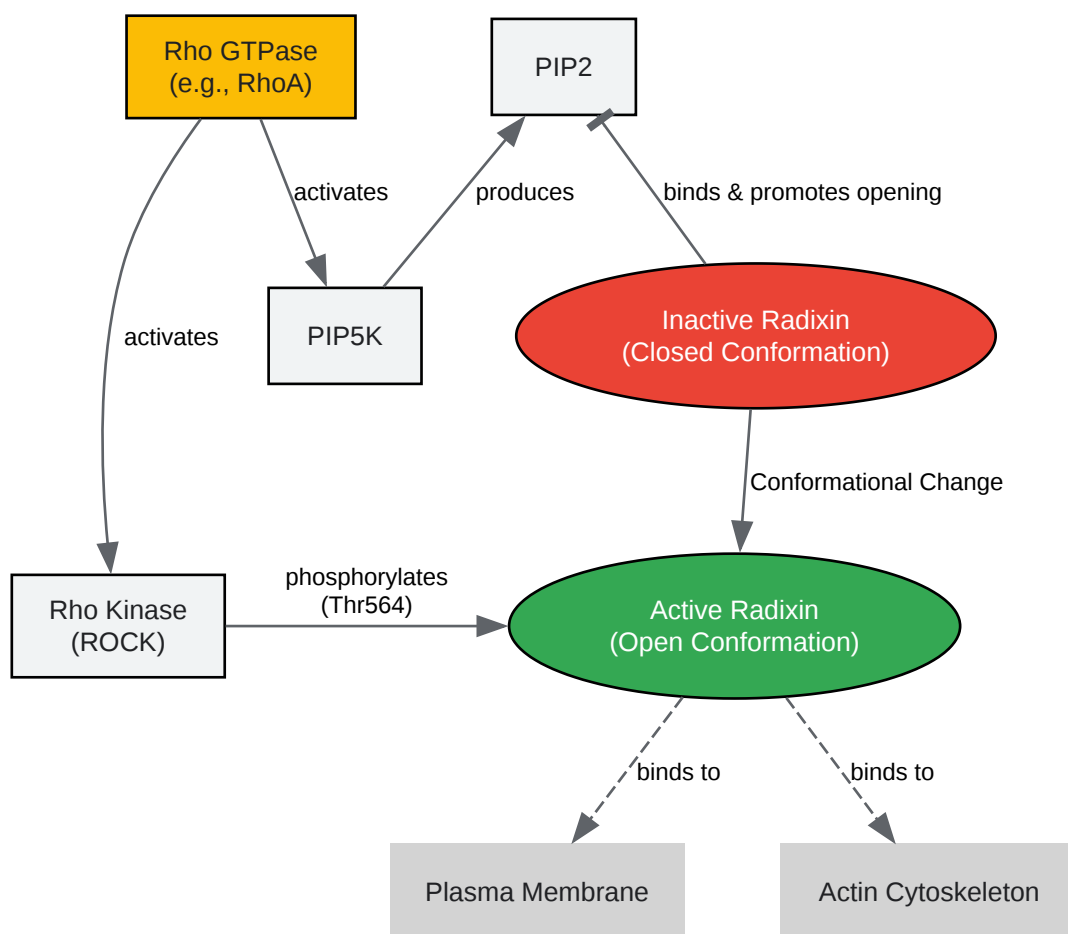 Rho GTPase
(e.g., RhoA)
PIP2
activates
produces
binds & promotes opening
PIP5K
Inactive Radixin
(Closed Conformation)
activates
Conformational Change
phosphorylates
(Thr564)
Rho Kinase
(ROCK)
Active Radixin
(Open Conformation)
binds to
binds to
Plasma Membrane
Actin Cytoskeleton